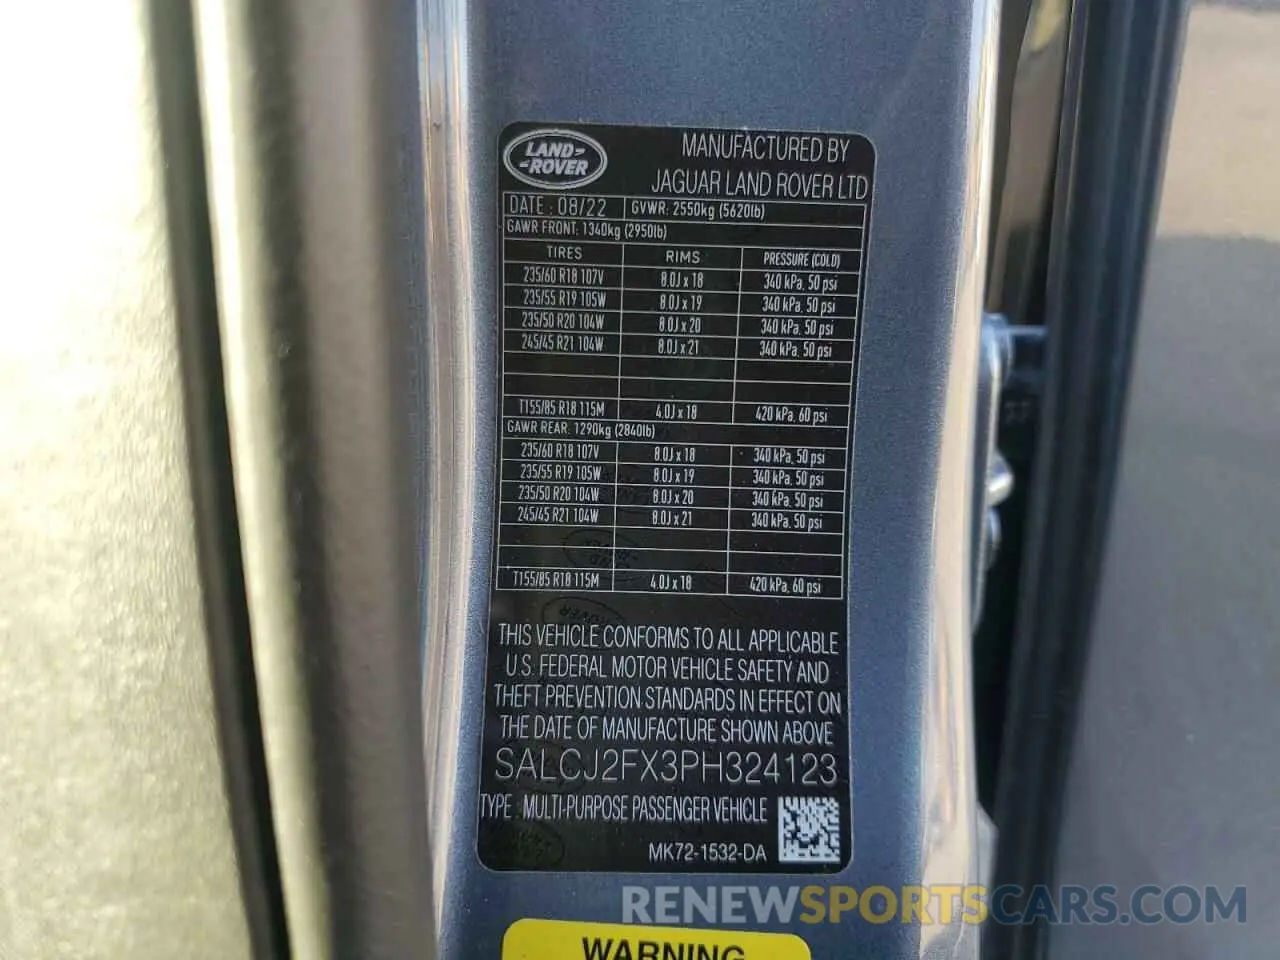 LAND-
-ROVER
MANUFACTURED BY
JAGUAR LAND ROVER LTD
DATE : 08/22 GVWR: 2550kg (5620lb)
GAWR FRONT: 1340kg (2950lb)
TIRES RIMS PRESSURE (COLD)
235/60 R18 107V 8.0J x 18 340 kPa, 50 psi
235/55 R19 105W 8.0J x 19 340 kPa, 50 psi
235/50 R20 104W 8.0J x 20 340 kPa, 50 psi
245/45 R21 104W 8.0J x 21 340 kPa, 50 psi
T155/85 R18 115M 4.0J x 18 420 kPa, 60 psi
GAWR REAR: 1290kg (2840lb)
235/60 R18 107V 8.0J x 18 340 kPa, 50 psi
235/55 R19 105W 8.0J x 19 340 kPa, 50 psi
235/50 R20 104W 8.0J x 20 340 kPa, 50 psi
245/45 R21 104W 8.0J x 21 340 kPa, 50 psi
T155/85 R18 115M 4.0J x 18 420 kPa, 60 psi
THIS VEHICLE CONFORMS TO ALL APPLICABLE
U.S. FEDERAL MOTOR VEHICLE SAFETY AND
THEFT PREVENTION STANDARDS IN EFFECT ON
THE DATE OF MANUFACTURE SHOWN ABOVE
SALCJ2FX3PH324123
TYPE : MULTI-PURPOSE PASSENGER VEHICLE
MK72-1532-DA
RENEWSPORTSCARS.COM
WARNING